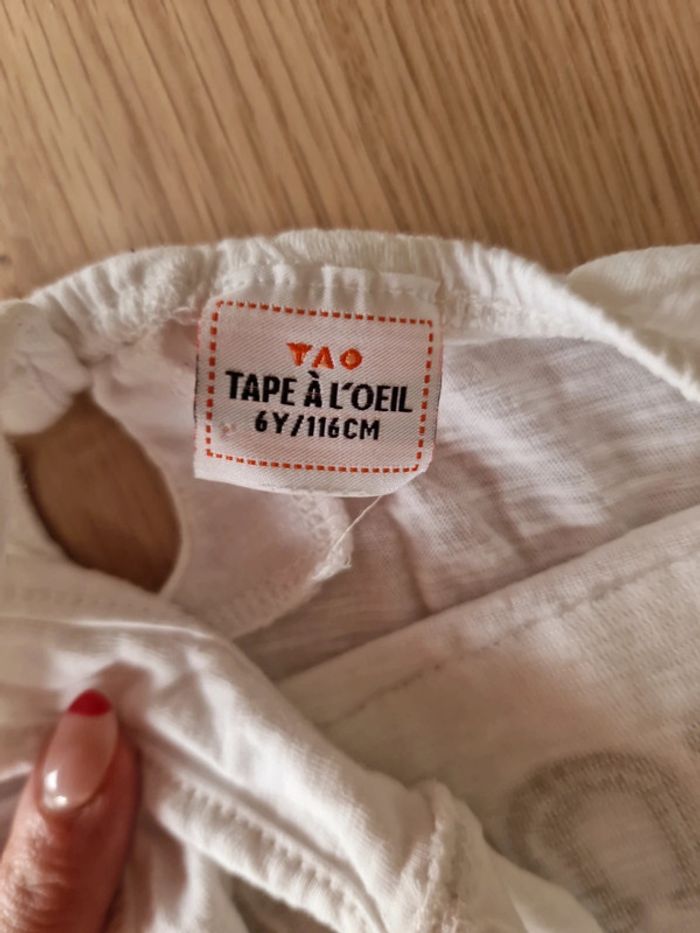 TAO
TAPE À L'OEIL
6Y/116CM